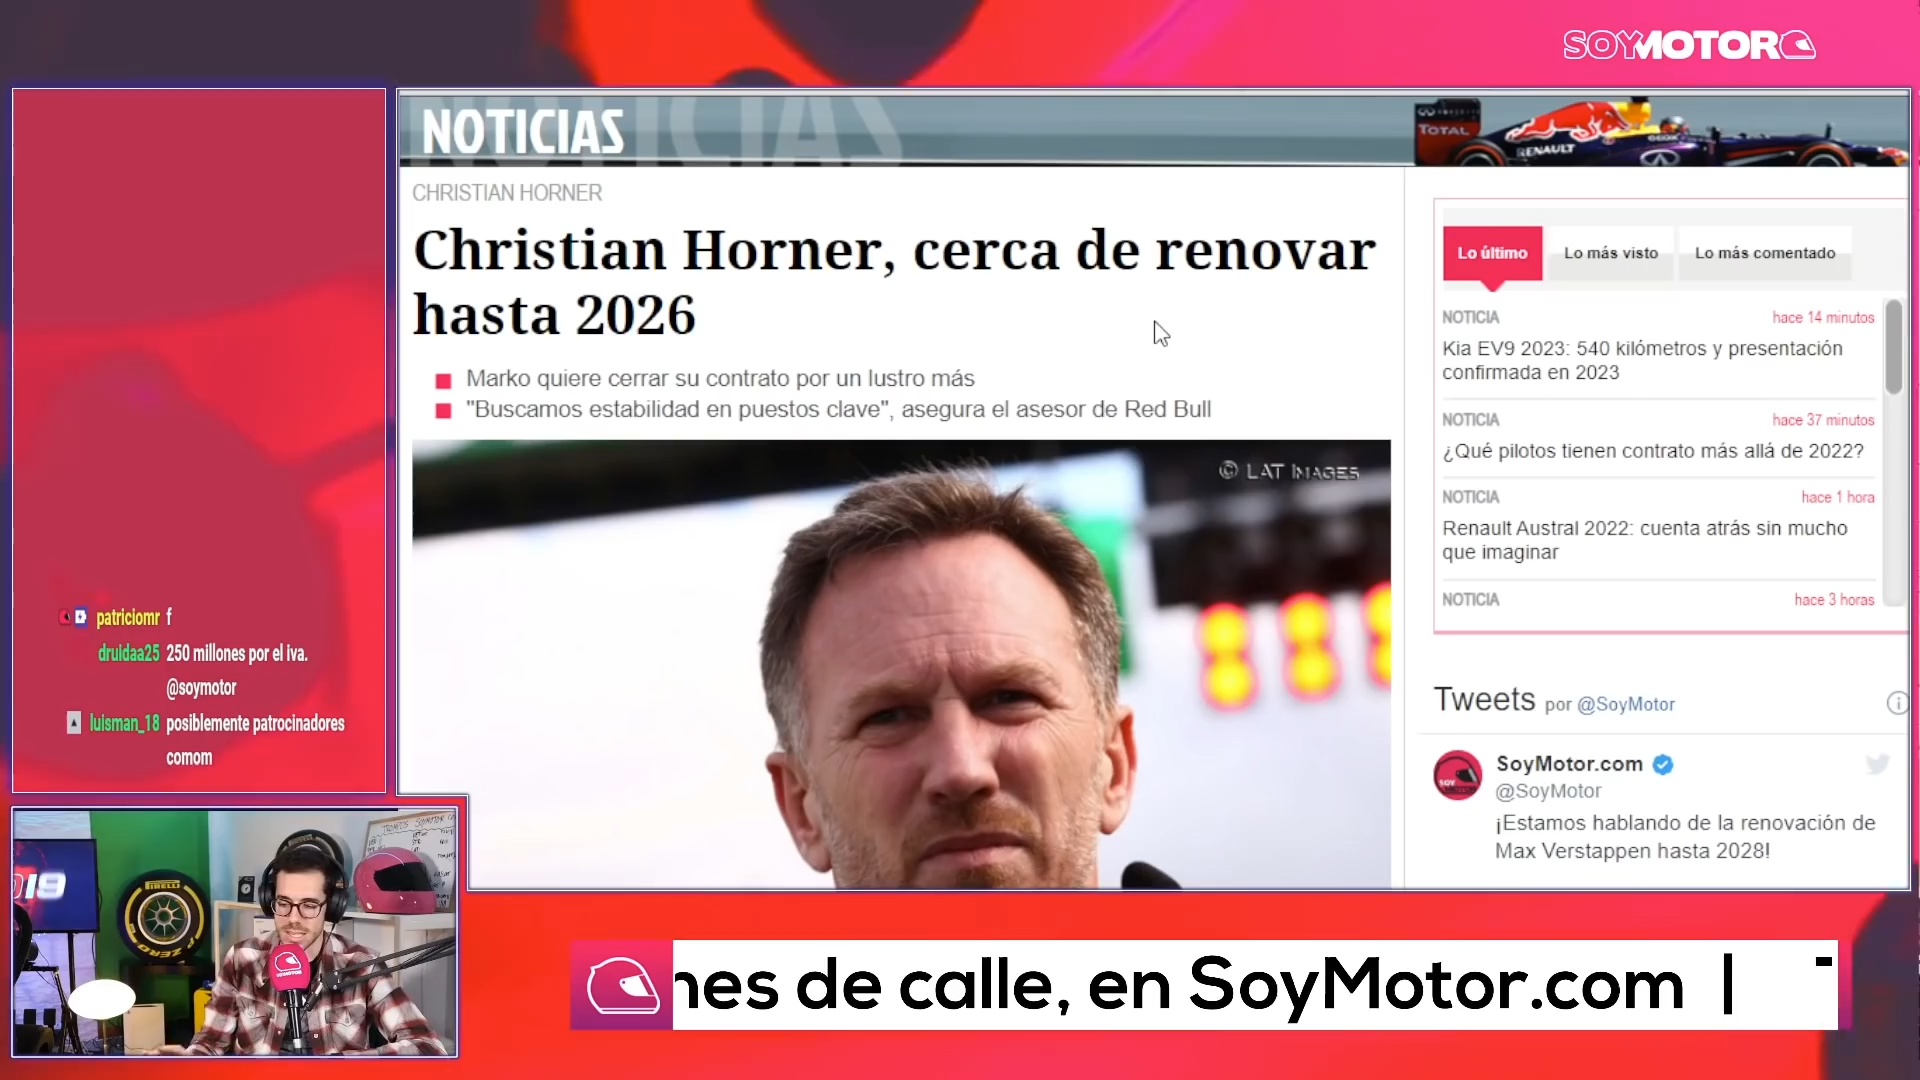 SOYMOTOR
NOTICIAS
TOTAL
RENAULT
CHRISTIAN HORNER
Christian Horner, cerca de renovar
hasta 2026
Marko quiere cerrar su contrato por un lustro más
"Buscamos estabilidad en puestos clave", asegura el asesor de Red Bull
© LAT IMAGES
Lo último
Lo más visto
Lo más comentado
NOTICIA
hace 14 minutos
Kia EV9 2023: 540 kilómetros y presentación
confirmada en 2023
NOTICIA
hace 37 minutos
¿Qué pilotos tienen contrato más allá de 2022?
NOTICIA
hace 1 hora
Renault Austral 2022: cuenta atrás sin mucho
que imaginar
NOTICIA
hace 3 horas
Tweets por @SoyMotor
SoyMotor.com
@SoyMotor
¡Estamos hablando de la renovación de
Max Verstappen hasta 2028!
patriciomr f
druidaa25 250 millones por el iva.
@soymotor
luisman_18 posiblemente patrocinadores
comom
PIRELLI
P ZERO
SOYMOTOR
nes de calle, en SoyMotor.com |